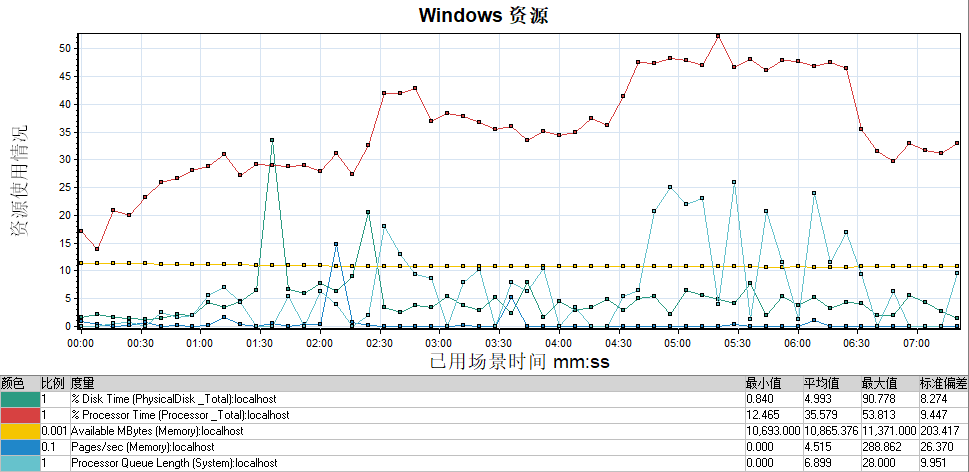 Windows 资源
资源使用情况
50
45
40
35
30
25
20
15
10
5
0
00:00 00:30 01:00 01:30 02:00 02:30 03:00 03:30 04:00 04:30 05:00 05:30 06:00 06:30 07:00
已用场景时间 mm:ss
颜色 比例 度量 最小值 平均值 最大值 标准偏差
1 % Disk Time (PhysicalDisk _Total):localhost 0.840 4.993 90.778 8.274
1 % Processor Time (Processor _Total):localhost 12.465 35.579 53.813 9.447
0.001 Available MBytes (Memory):localhost 10,693.000 10,865.376 11,371.000 203.417
0.1 Pages/sec (Memory):localhost 0.000 4.515 288.862 26.370
1 Processor Queue Length (System):localhost 0.000 6.899 28.000 9.951